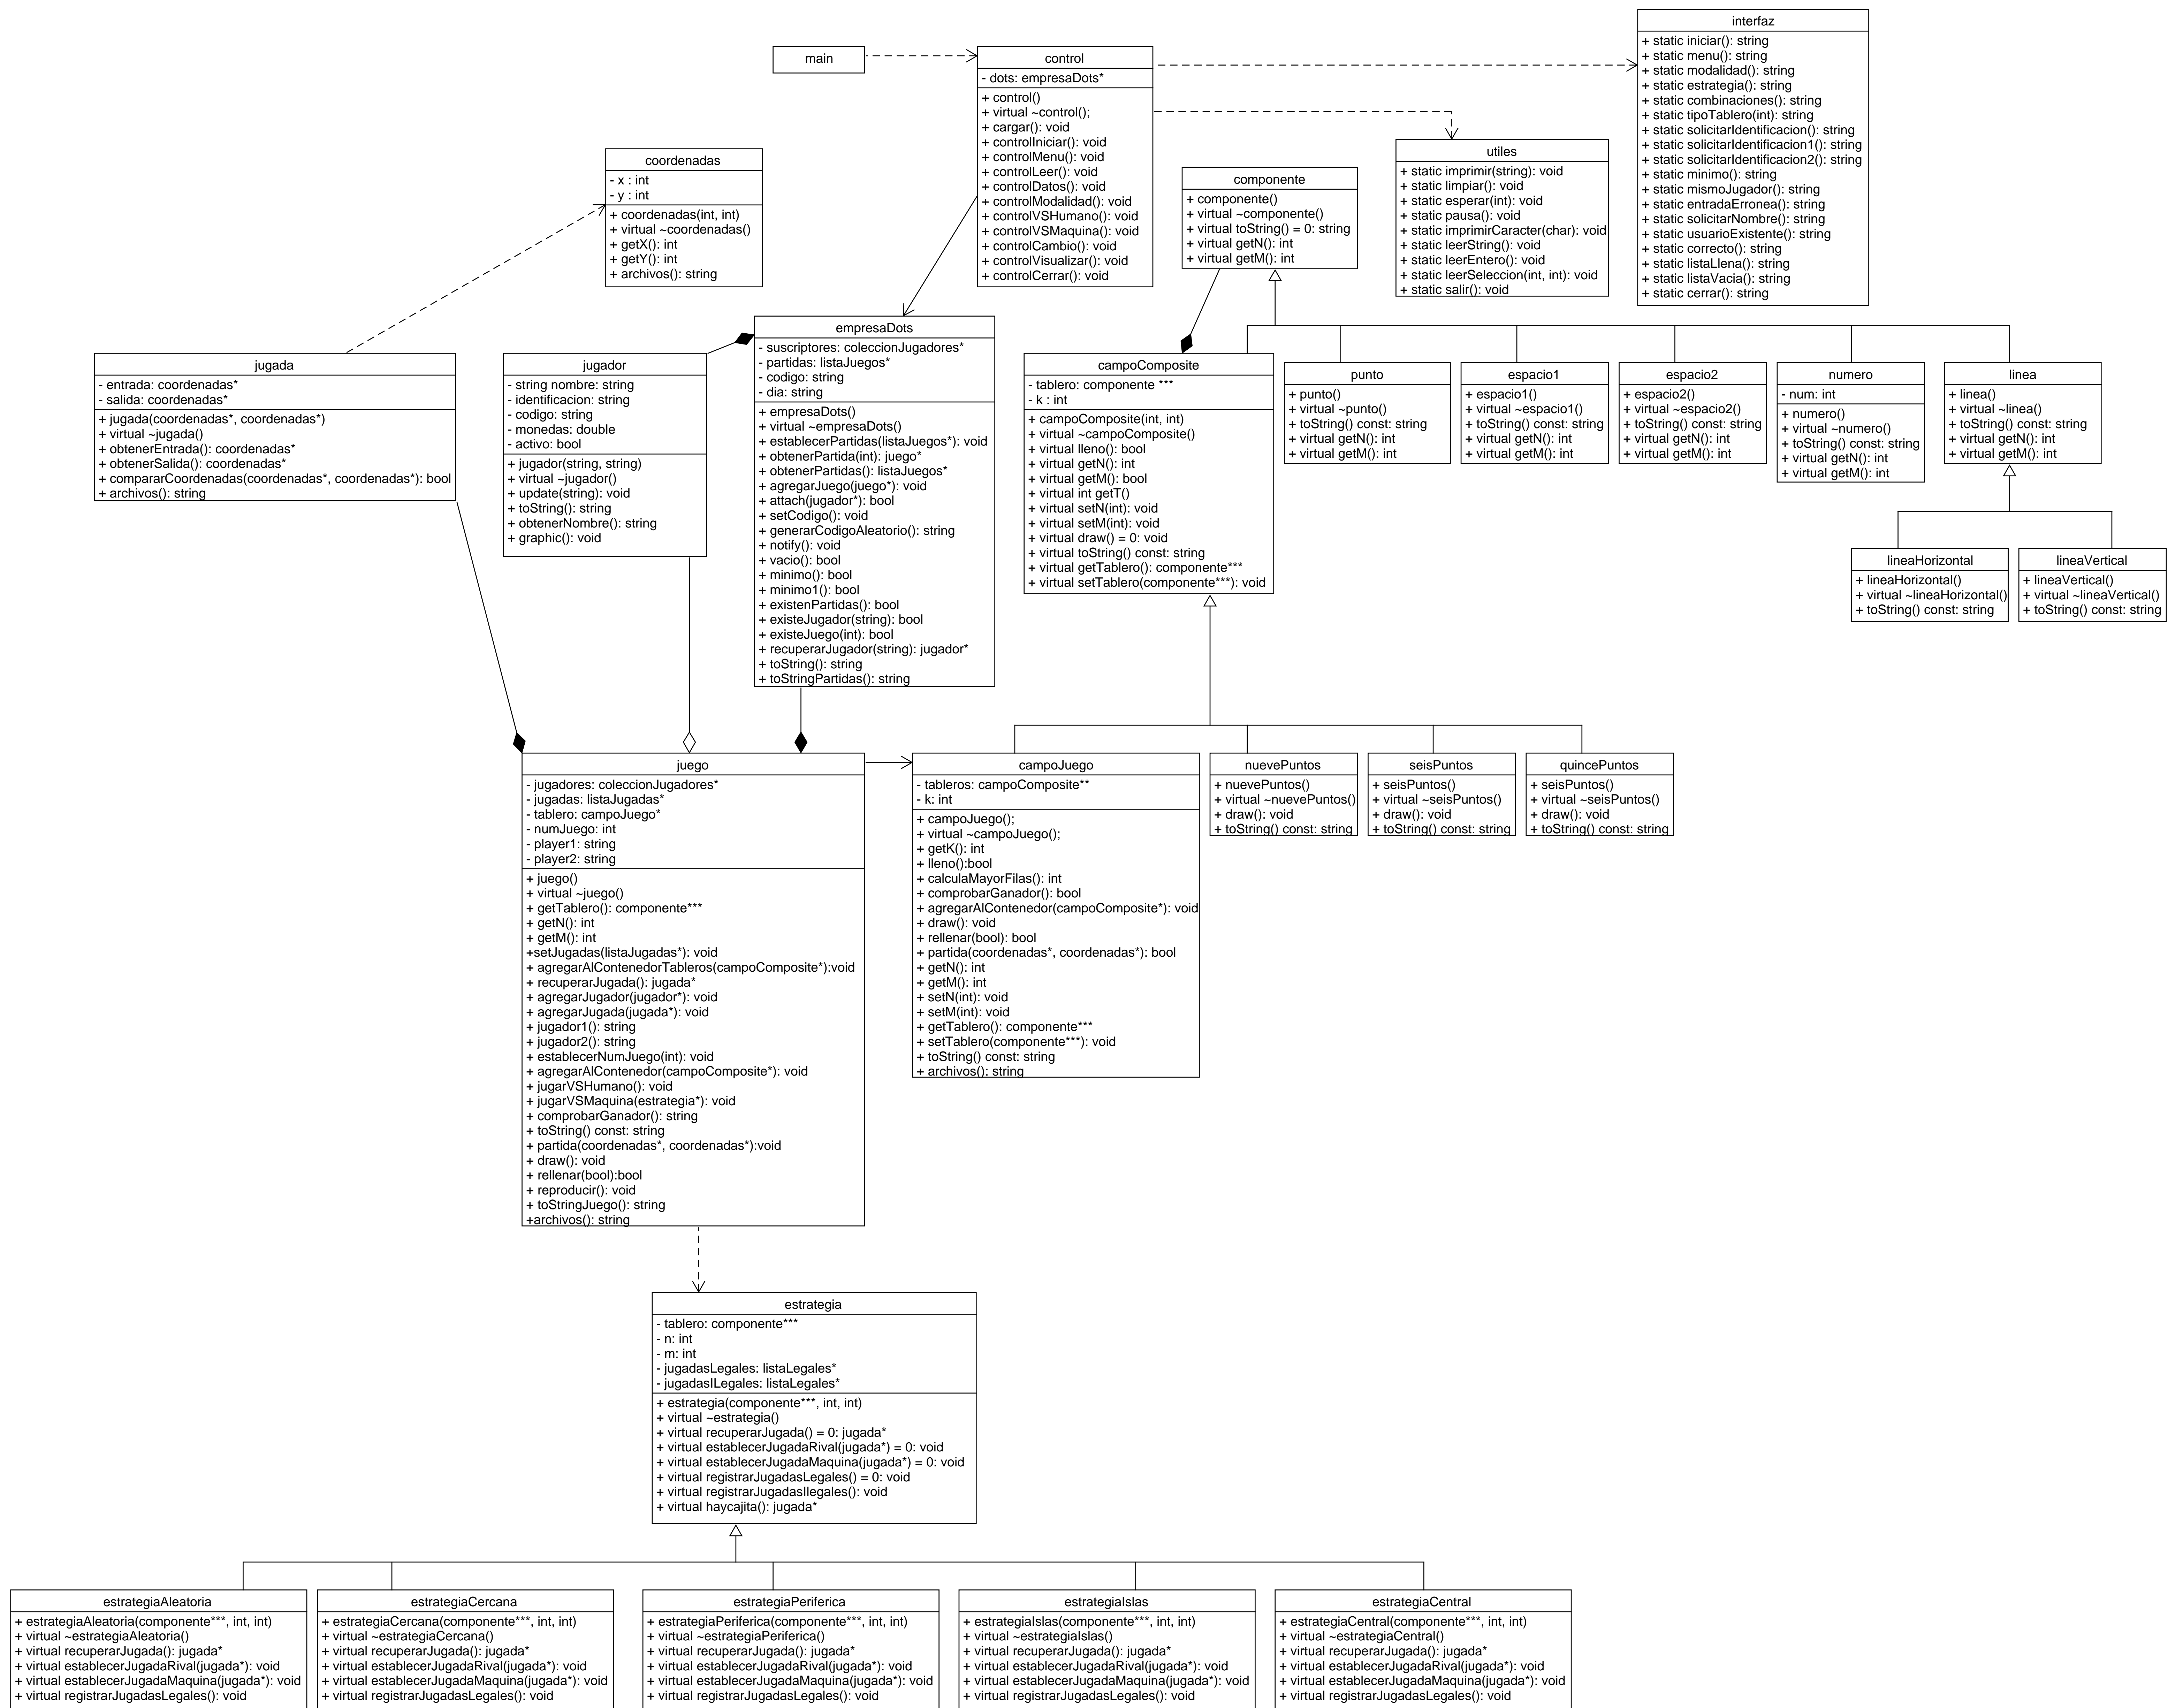 main
control
- dots: empresaDots*
+ control()
+ virtual ~control();
+ cargar(): void
+ controlIniciar(): void
+ controlMenu(): void
+ controlLeer(): void
+ controlDatos(): void
+ controlModalidad(): void
+ controlVSHumano(): void
+ controlVSMaquina(): void
+ controlCambio(): void
+ controlVisualizar(): void
+ controlCerrar(): void
interfaz
+ static iniciar(): string
+ static menu(): string
+ static modalidad(): string
+ static estrategia(): string
+ static combinaciones(): string
+ static tipoTablero(int): string
+ static solicitarIdentificacion(): string
+ static solicitarIdentificacion1(): string
+ static solicitarIdentificacion2(): string
+ static minimo(): string
+ static mismoJugador(): string
+ static entradaErronea(): string
+ static solicitarNombre(): string
+ static usuarioExistente(): string
+ static correcto(): string
+ static listaLlena(): string
+ static listaVacia(): string
+ static cerrar(): string
utiles
+ static imprimir(string): void
+ static limpiar(): void
+ static esperar(int): void
+ static pausa(): void
+ static imprimirCaracter(char): void
+ static leerString(): void
+ static leerEntero(): void
+ static leerSeleccion(int, int): void
+ static salir(): void
coordenadas
- x : int
- y : int
+ coordenadas(int, int)
+ virtual ~coordenadas()
+ getX(): int
+ getY(): int
+ archivos(): string
componente
+ componente()
+ virtual ~componente()
+ virtual toString() = 0: string
+ virtual getN(): int
+ virtual getM(): int
jugada
- entrada: coordenadas*
- salida: coordenadas*
+ jugada(coordenadas*, coordenadas*)
+ virtual ~jugada()
+ obtenerEntrada(): coordenadas*
+ obtenerSalida(): coordenadas*
+ compararCoordenadas(coordenadas*, coordenadas*): bool
+ archivos(): string
jugador
- string nombre: string
- identificacion: string
- codigo: string
- monedas: double
- activo: bool
+ jugador(string, string)
+ virtual ~jugador()
+ update(string): void
+ toString(): string
+ obtenerNombre(): string
+ graphic(): void
empresaDots
- suscriptores: coleccionJugadores*
- partidas: listaJuegos*
- codigo: string
- dia: string
+ empresaDots()
+ virtual ~empresaDots()
+ establecerPartidas(listaJuegos*): void
+ obtenerPartida(int): juego*
+ obtenerPartidas(): listaJuegos*
+ agregarJuego(juego*): void
+ attach(jugador*): bool
+ setCodigo(): void
+ generarCodigoAleatorio(): string
+ notify(): void
+ vacio(): bool
+ minimo(): bool
+ minimo1(): bool
+ existenPartidas(): bool
+ existeJugador(string): bool
+ existeJuego(int): bool
+ recuperarJugador(string): jugador*
+ toString(): string
+ toStringPartidas(): string
campoComposite
- tablero: componente ***
- k : int
+ campoComposite(int, int)
+ virtual ~campoComposite()
+ virtual lleno(): bool
+ virtual getN(): int
+ virtual getM(): bool
+ virtual int getT()
+ virtual setN(int): void
+ virtual setM(int): void
+ virtual draw() = 0: void
+ virtual toString() const: string
+ virtual getTablero(): componente***
+ virtual setTablero(componente***): void
punto
+ punto()
+ virtual ~punto()
+ toString() const: string
+ virtual getN(): int
+ virtual getM(): int
espacio1
+ espacio1()
+ virtual ~espacio1()
+ toString() const: string
+ virtual getN(): int
+ virtual getM(): int
espacio2
+ espacio2()
+ virtual ~espacio2()
+ toString() const: string
+ virtual getN(): int
+ virtual getM(): int
numero
- num: int
+ numero()
+ virtual ~numero()
+ toString() const: string
+ virtual getN(): int
+ virtual getM(): int
linea
+ linea()
+ virtual ~linea()
+ toString() const: string
+ virtual getN(): int
+ virtual getM(): int
lineaHorizontal
+ lineaHorizontal()
+ virtual ~lineaHorizontal()
+ toString() const: string
lineaVertical
+ lineaVertical()
+ virtual ~lineaVertical()
+ toString() const: string
juego
- jugadores: coleccionJugadores*
- jugadas: listaJugadas*
- tablero: campoJuego*
- numJuego: int
- player1: string
- player2: string
+ juego()
+ virtual ~juego()
+ getTablero(): componente***
+ getN(): int
+ getM(): int
+setJugadas(listaJugadas*): void
+ agregarAlContenedorTableros(campoComposite*):void
+ recuperarJugada(): jugada*
+ agregarJugador(jugador*): void
+ agregarJugada(jugada*): void
+ jugador1(): string
+ jugador2(): string
+ establecerNumJuego(int): void
+ agregarAlContenedor(campoComposite*): void
+ jugarVSHumano(): void
+ jugarVSMaquina(estrategia*): void
+ comprobarGanador(): string
+ toString() const: string
+ partida(coordenadas*, coordenadas*):void
+ draw(): void
+ rellenar(bool):bool
+ reproducir(): void
+ toStringJuego(): string
+archivos(): string
campoJuego
- tableros: campoComposite**
- k: int
+ campoJuego();
+ virtual ~campoJuego();
+ getK(): int
+ lleno():bool
+ calculaMayorFilas(): int
+ comprobarGanador(): bool
+ agregarAlContenedor(campoComposite*): void
+ draw(): void
+ rellenar(bool): bool
+ partida(coordenadas*, coordenadas*): bool
+ getN(): int
+ getM(): int
+ setN(int): void
+ setM(int): void
+ getTablero(): componente***
+ setTablero(componente***): void
+ toString() const: string
+ archivos(): string
nuevePuntos
+ nuevePuntos()
+ virtual ~nuevePuntos()
+ draw(): void
+ toString() const: string
seisPuntos
+ seisPuntos()
+ virtual ~seisPuntos()
+ draw(): void
+ toString() const: string
quincePuntos
+ seisPuntos()
+ virtual ~seisPuntos()
+ draw(): void
+ toString() const: string
estrategia
- tablero: componente***
- n: int
- m: int
- jugadasLegales: listaLegales*
- jugadasILegales: listaLegales*
+ estrategia(componente***, int, int)
+ virtual ~estrategia()
+ virtual recuperarJugada() = 0: jugada*
+ virtual establecerJugadaRival(jugada*) = 0: void
+ virtual establecerJugadaMaquina(jugada*) = 0: void
+ virtual registrarJugadasLegales() = 0: void
+ virtual registrarJugadasIlegales(): void
+ virtual haycajita(): jugada*
estrategiaAleatoria
+ estrategiaAleatoria(componente***, int, int)
+ virtual ~estrategiaAleatoria()
+ virtual recuperarJugada(): jugada*
+ virtual establecerJugadaRival(jugada*): void
+ virtual establecerJugadaMaquina(jugada*): void
+ virtual registrarJugadasLegales(): void
estrategiaCercana
+ estrategiaCercana(componente***, int, int)
+ virtual ~estrategiaCercana()
+ virtual recuperarJugada(): jugada*
+ virtual establecerJugadaRival(jugada*): void
+ virtual establecerJugadaMaquina(jugada*): void
+ virtual registrarJugadasLegales(): void
estrategiaPeriferica
+ estrategiaPeriferica(componente***, int, int)
+ virtual ~estrategiaPeriferica()
+ virtual recuperarJugada(): jugada*
+ virtual establecerJugadaRival(jugada*): void
+ virtual establecerJugadaMaquina(jugada*): void
+ virtual registrarJugadasLegales(): void
estrategiaIslas
+ estrategiaIslas(componente***, int, int)
+ virtual ~estrategiaIslas()
+ virtual recuperarJugada(): jugada*
+ virtual establecerJugadaRival(jugada*): void
+ virtual establecerJugadaMaquina(jugada*): void
+ virtual registrarJugadasLegales(): void
estrategiaCentral
+ estrategiaCentral(componente***, int, int)
+ virtual ~estrategiaCentral()
+ virtual recuperarJugada(): jugada*
+ virtual establecerJugadaRival(jugada*): void
+ virtual establecerJugadaMaquina(jugada*): void
+ virtual registrarJugadasLegales(): void